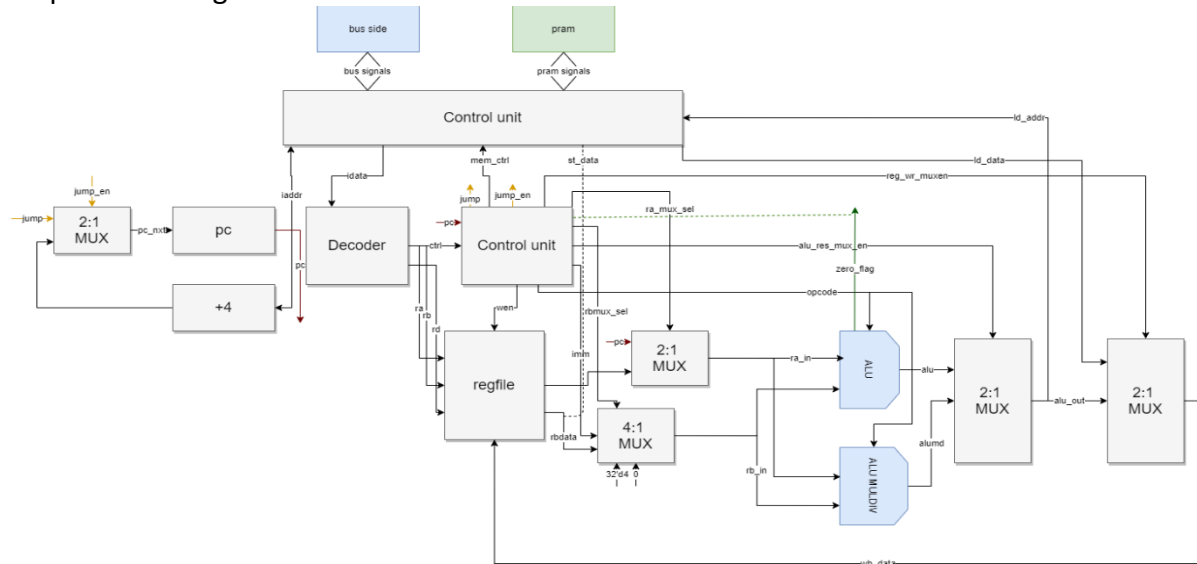 bus side
pram
bus signals
pram signals
Control unit
ld_addr
mem_ctrl
st_data
ld_data
idata
iaddr
jump_en
jump
jump_en
reg_wr_muxen
jump
2:1
MUX
pc_nxt
pc
pc
Decoder
ctrl
pc
Control unit
ra_mux_sel
alu_res_mux_en
zero_flag
+4
ra
rb
rd
wen
opcode
rbmux_sel
imm
regfile
pc
2:1
MUX
ra_in
ALU
alu
2:1
MUX
alu_out
2:1
MUX
rbdata
4:1
MUX
32'd4
0
rb_in
ALU MULDIV
alumd
wb_data